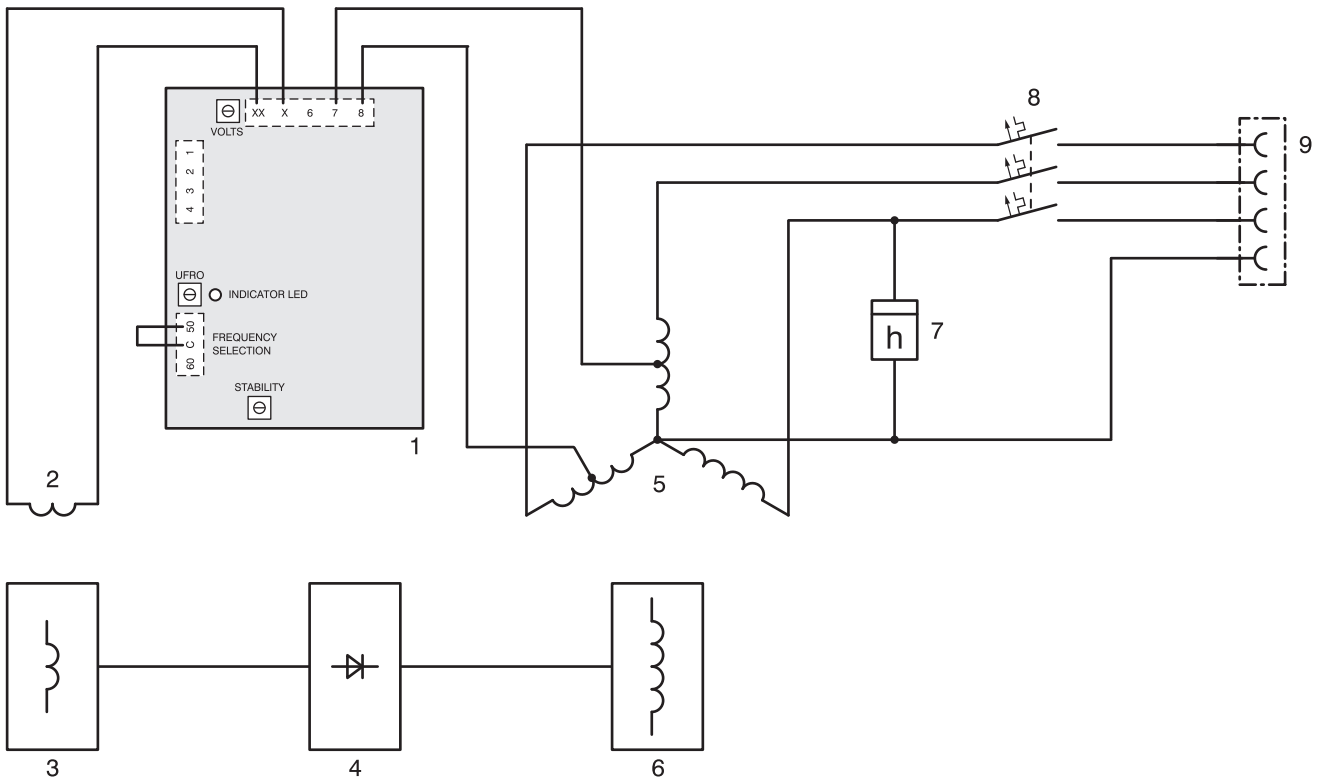 XX X 6 7 8
VOLTS
1 2 3 4
UFRO
INDICATOR LED
50 C 60
FREQUENCY
SELECTION
STABILITY
1
2
5
7
8
9
h
3
4
6